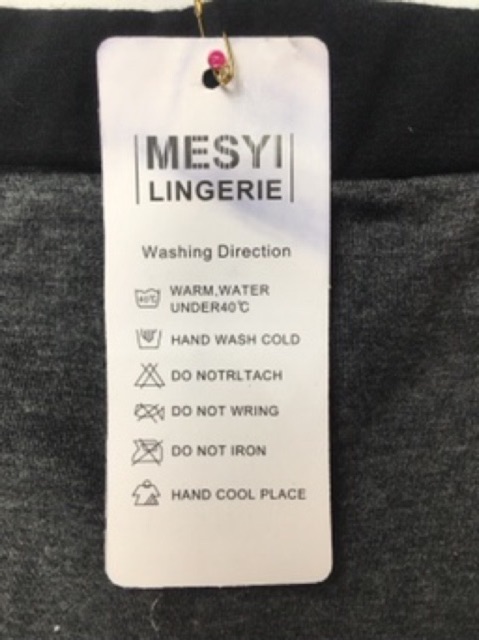 MESYI
LINGERIE
Washing Direction
40℃
WARM,WATER
UNDER40℃
HAND WASH COLD
DO NOTRLTACH
DO NOT WRING
DO NOT IRON
HAND COOL PLACE